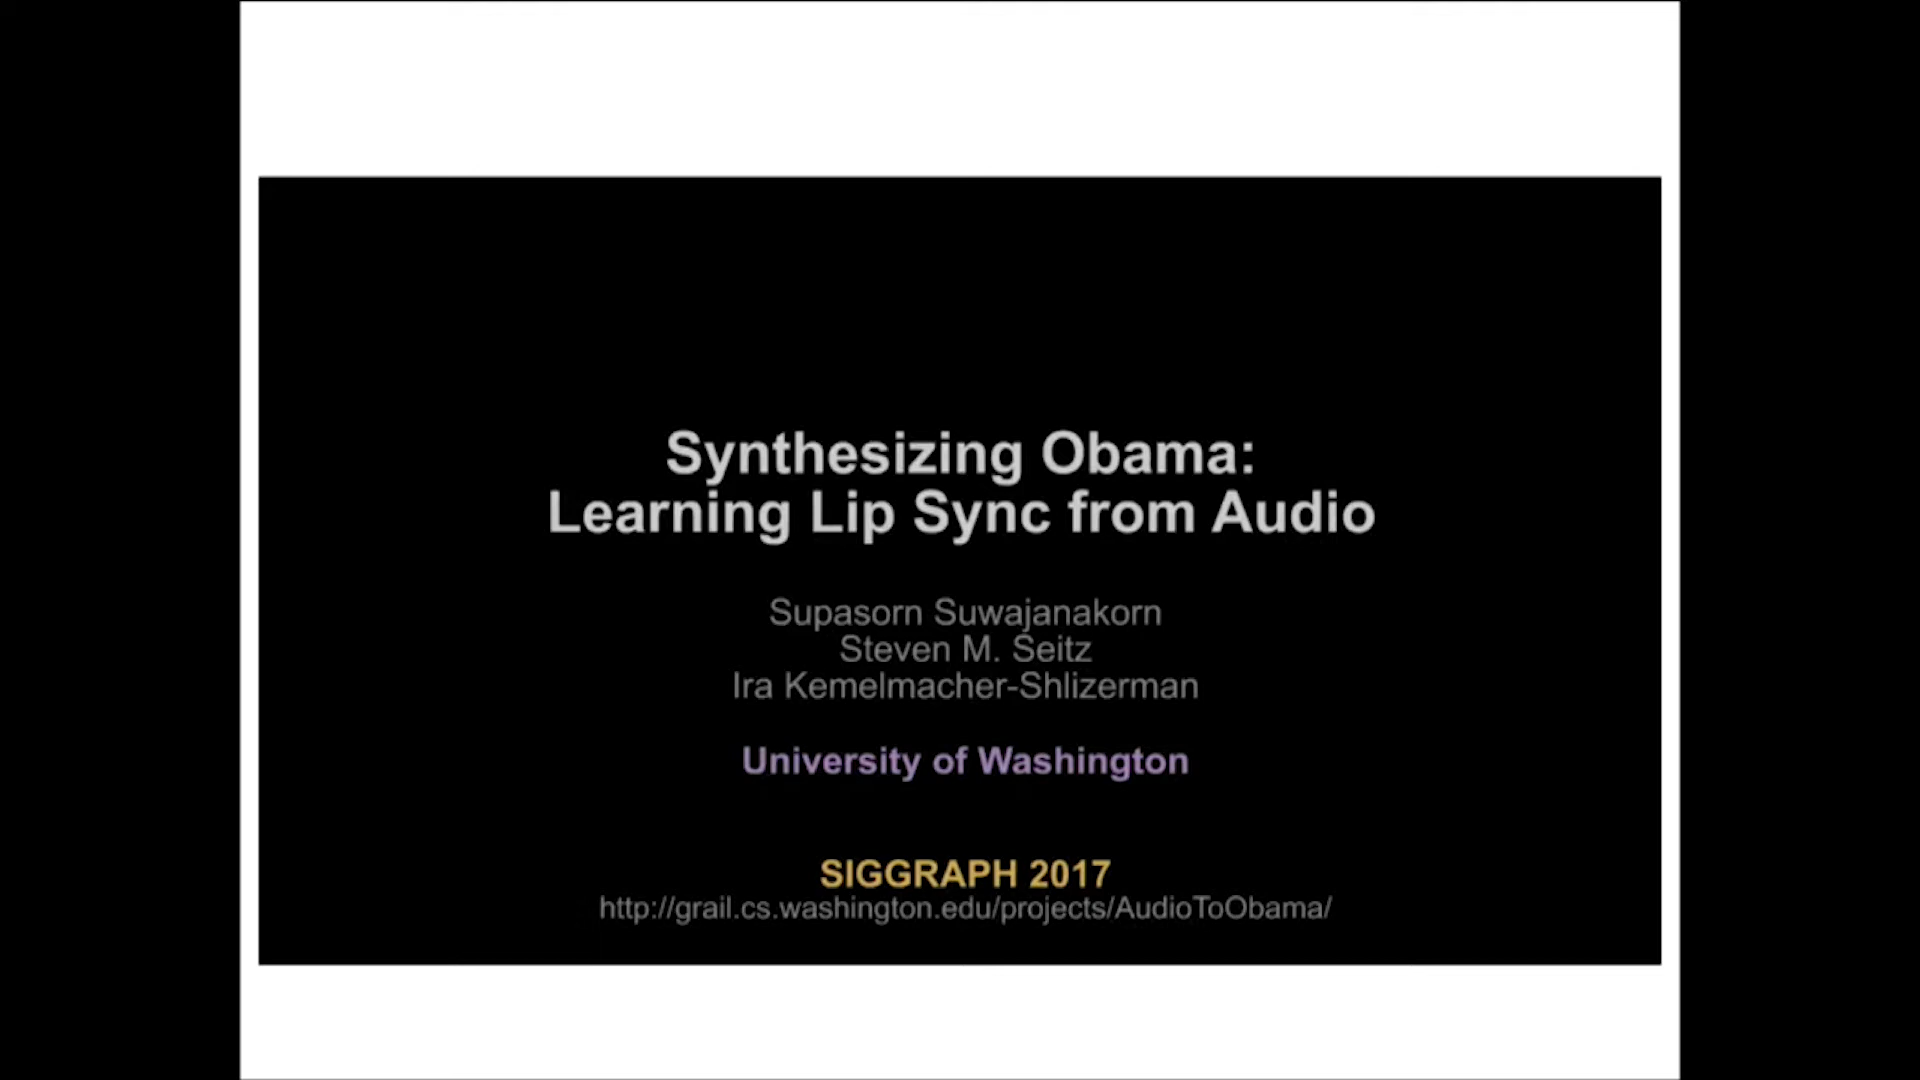 Synthesizing Obama:
Learning Lip Sync from Audio
Supasorn Suwajanakorn
Steven M. Seitz
Ira Kemelmacher-Shlizerman
University of Washington
SIGGRAPH 2017
http://grail.cs.washington.edu/projects/AudioToObama/